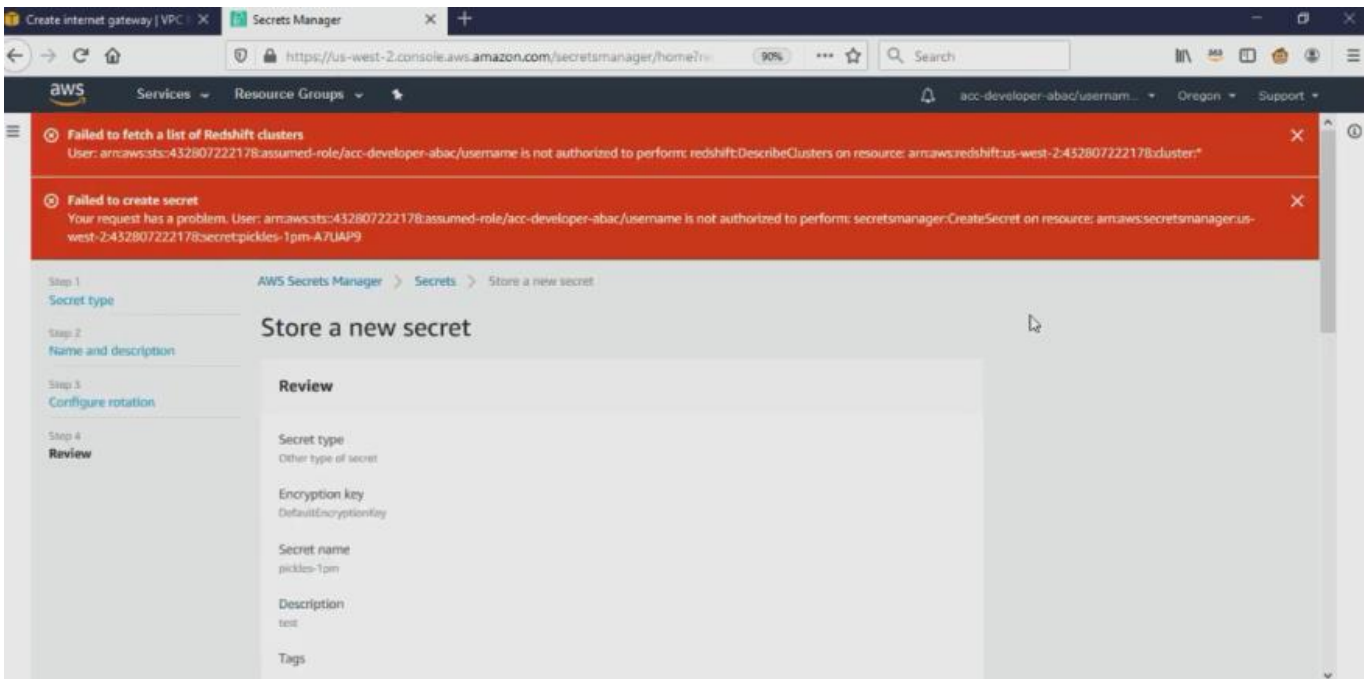 Create internet gateway | VPC
Secrets Manager
https://us-west-2.console.aws.amazon.com/secretsmanager/home?re
90%
Search
aws
Services
Resource Groups
acc-developer-abac/usernam...
Oregon
Support
Failed to fetch a list of Redshift clusters
User: arn:aws:sts::432807222178:assumed-role/acc-developer-abac/username is not authorized to perform: redshift:DescribeClusters on resource: arn:aws:redshift:us-west-2:432807222178:cluster:*
Failed to create secret
Your request has a problem. User: arn:aws:sts::432807222178:assumed-role/acc-developer-abac/username is not authorized to perform: secretsmanager:CreateSecret on resource: arn:aws:secretsmanager:us-
west-2:432807222178:secret:pickles-1pm-A7UAP9
Step 1
Secret type
Step 2
Name and description
Step 3
Configure rotation
Step 4
Review
AWS Secrets Manager > Secrets > Store a new secret
Store a new secret
Review
Secret type
Other type of secret
Encryption key
DefaultEncryptionKey
Secret name
pickles-1pm
Description
test
Tags